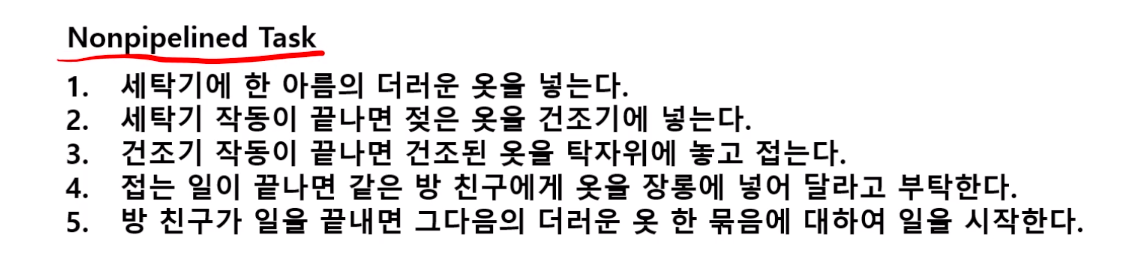 Nonpipelined Task
1. 세탁기에 한 아름의 더러운 옷을 넣는다.
2. 세탁기 작동이 끝나면 젖은 옷을 건조기에 넣는다.
3. 건조기 작동이 끝나면 건조된 옷을 탁자위에 놓고 접는다.
4. 접는 일이 끝나면 같은 방 친구에게 옷을 장롱에 넣어 달라고 부탁한다.
5. 방 친구가 일을 끝내면 그다음의 더러운 옷 한 묶음에 대하여 일을 시작한다.